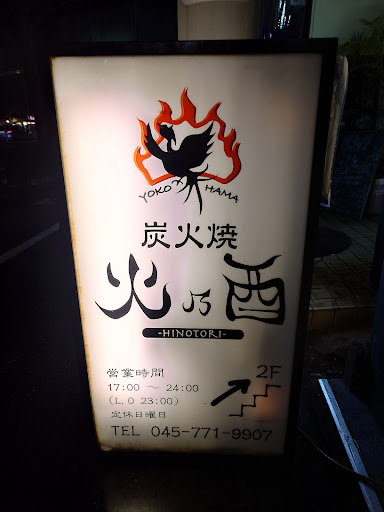 YOKO HAMA
炭火焼
火乃酉
-HINOTORI-
営業時間
17:00 ～ 24:00
(L.O 23:00)
定休日曜日
2F
TEL 045-771-9907